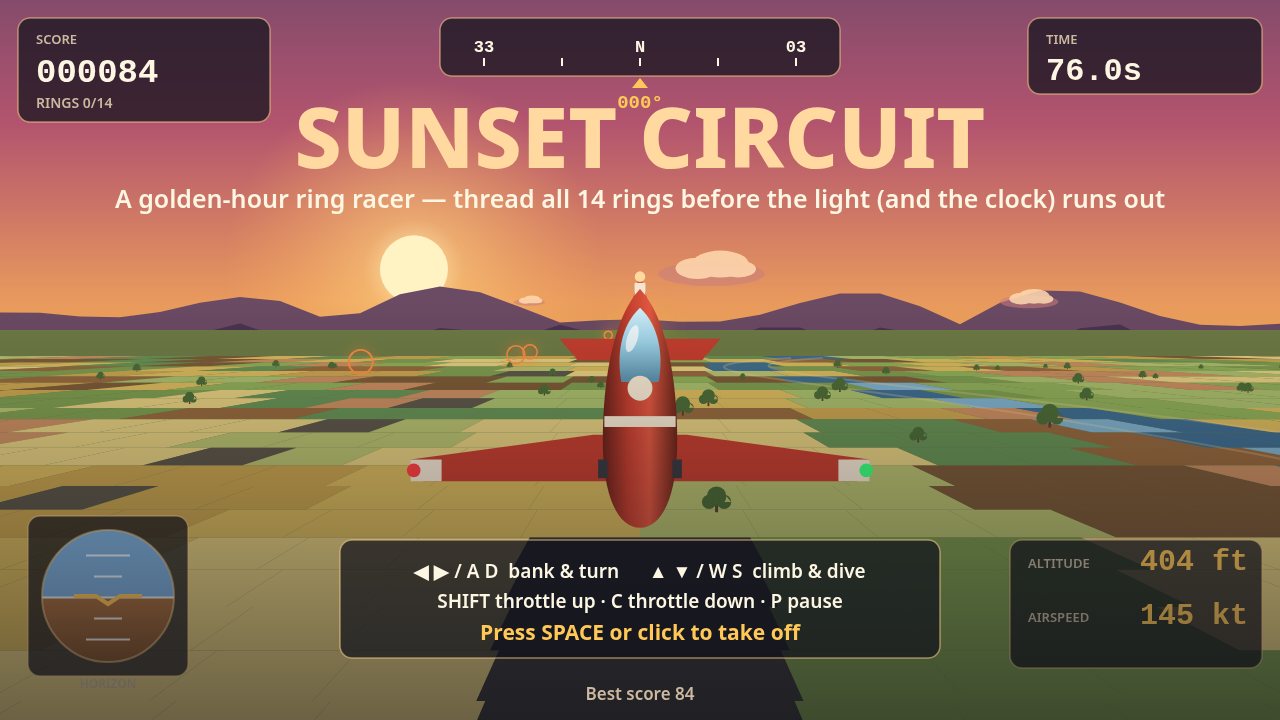 SCORE
000084
RINGS 0/14
33 N 03
000°
TIME
76.0s
SUNSET CIRCUIT
A golden-hour ring racer — thread all 14 rings before the light (and the clock) runs out
◀ ▶ / A D bank & turn ▲ ▼ / W S climb & dive
SHIFT throttle up · C throttle down · P pause
Press SPACE or click to take off
HORIZON
ALTITUDE 404 ft
AIRSPEED 145 kt
Best score 84